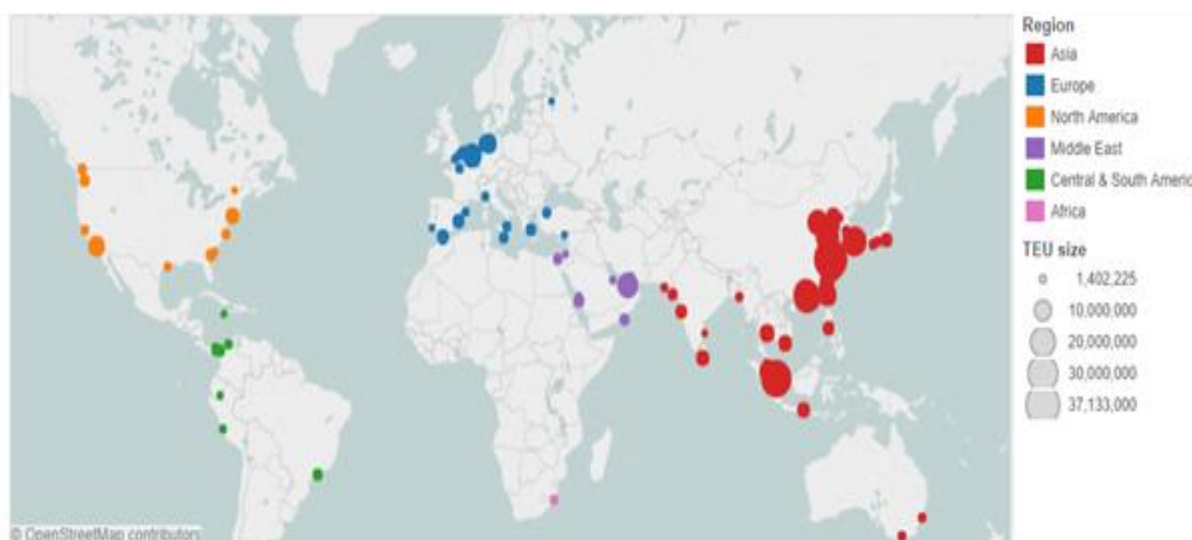 Region
Asia
Europe
North America
Middle East
Central & South Americ
Africa
TEU size
1,402,225
10,000,000
20,000,000
30,000,000
37,133,000
© OpenStreetMap contributors